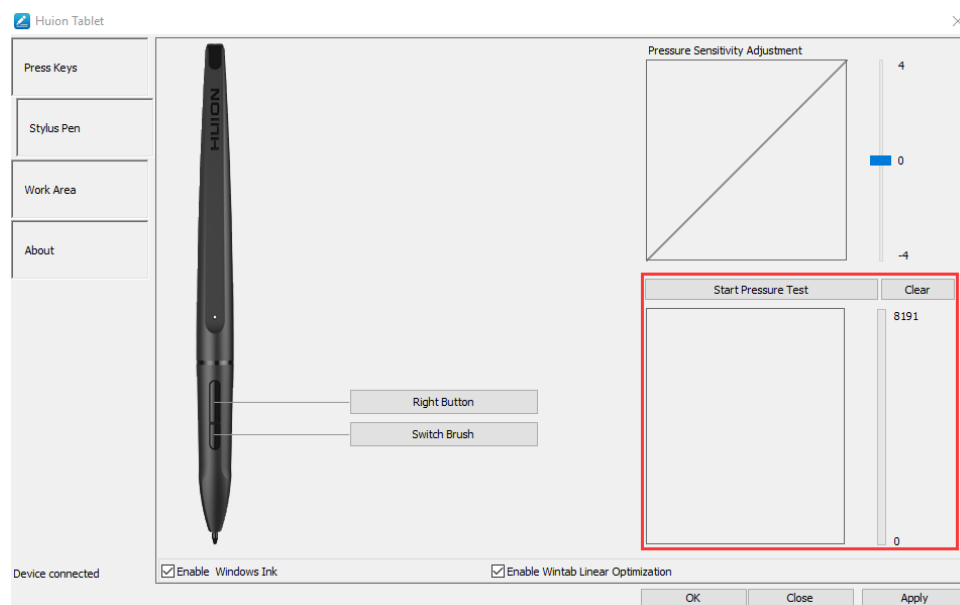 Huion Tablet
Press Keys
Stylus Pen
Work Area
About
Device connected
HUION
Right Button
Switch Brush
Pressure Sensitivity Adjustment
4
0
-4
Start Pressure Test
Clear
8191
0
Enable Windows Ink
Enable Wintab Linear Optimization
OK
Close
Apply